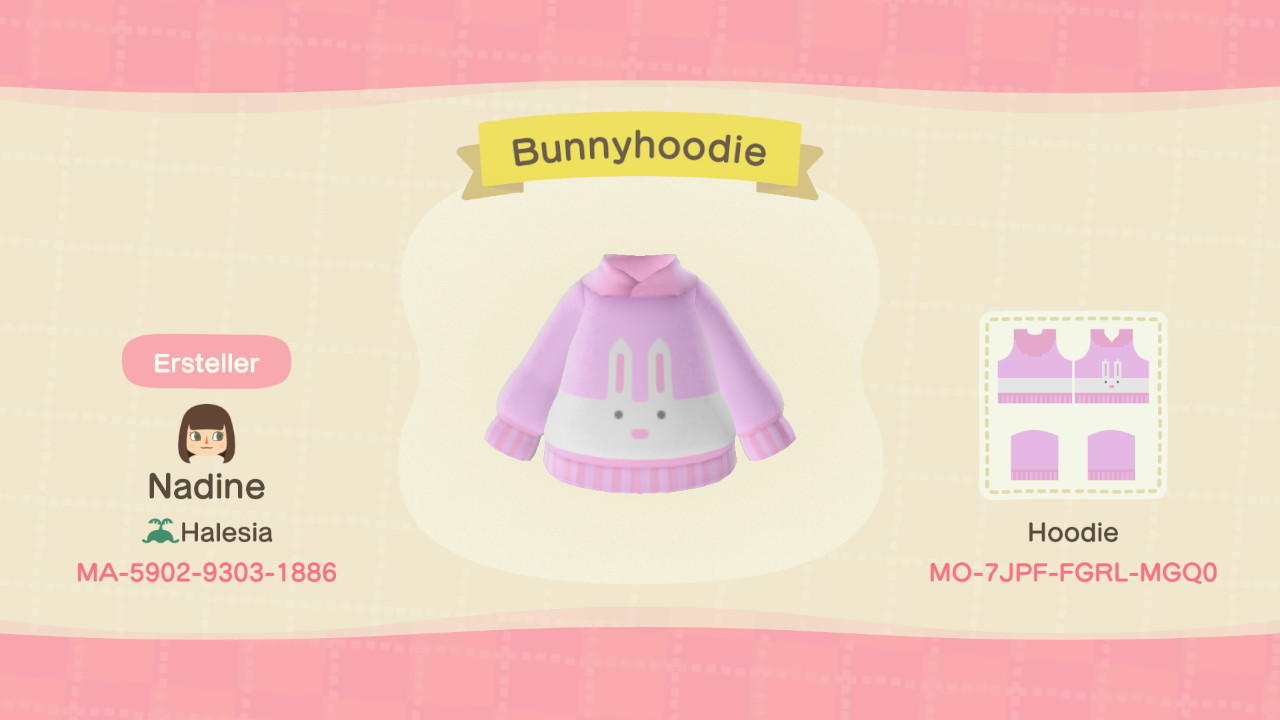 Bunnyhoodie
Ersteller
Nadine
Halesia
MA-5902-9303-1886
Hoodie
MO-7JPF-FGRL-MGQ0